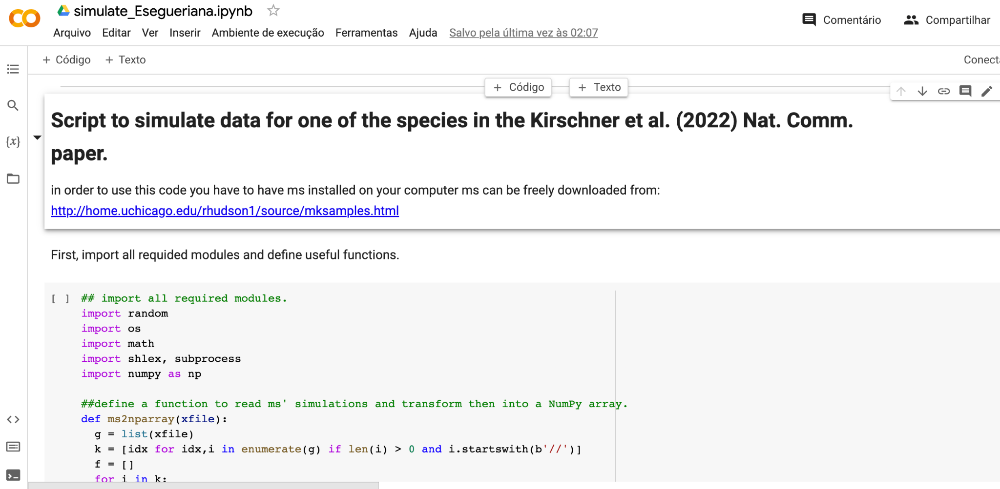 simulate_Esegueriana.ipynb
Comentário Compartilhar
Arquivo Editar Ver Inserir Ambiente de execução Ferramentas Ajuda Salvo pela última vez às 02:07
+ Código + Texto Conect
+ Código + Texto
Script to simulate data for one of the species in the Kirschner et al. (2022) Nat. Comm.
paper.
{x}
in order to use this code you have to have ms installed on your computer ms can be freely downloaded from:
http://home.uchicago.edu/rhudson1/source/mksamples.html
First, import all requided modules and define useful functions.
[ ] ## import all required modules.
import random
import os
import math
import shlex, subprocess
import numpy as np
##define a function to read ms' simulations and transform then into a NumPy array.
def ms2nparray(xfile):
g = list(xfile)
k = [idx for idx,i in enumerate(g) if len(i) > 0 and i.startswith(b'//')]
f = []
for i in k: